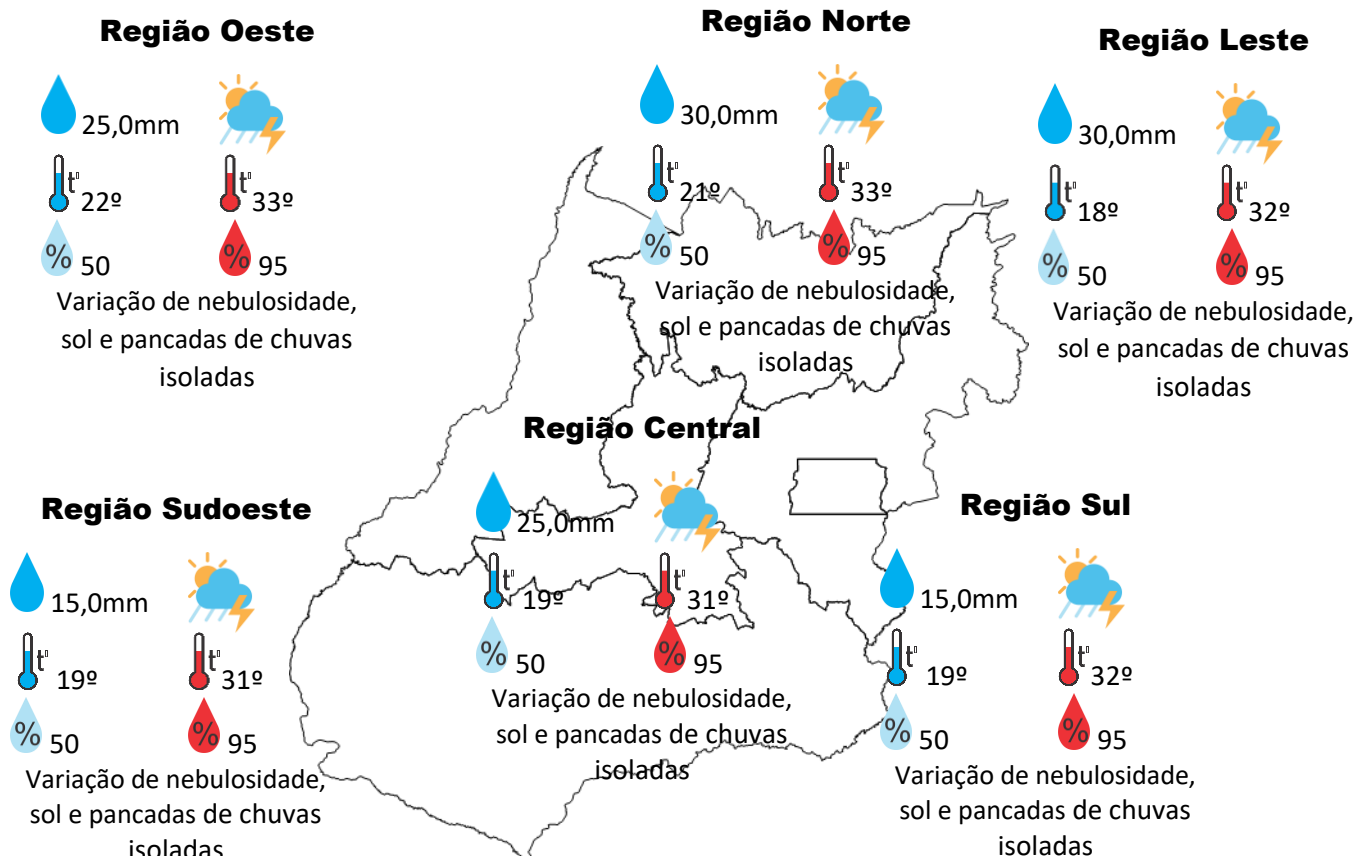 Região Oeste
25,0mm
t°
22º
t°
33º
%
50
%
95
Variação de nebulosidade,
sol e pancadas de chuvas
isoladas
Região Norte
30,0mm
t°
21º
t°
33º
%
50
%
95
Variação de nebulosidade,
sol e pancadas de chuvas
isoladas
Região Leste
30,0mm
t°
18º
t°
32º
%
50
%
95
Variação de nebulosidade,
sol e pancadas de chuvas
isoladas
Região Sudoeste
15,0mm
t°
19º
t°
31º
%
50
%
95
Variação de nebulosidade,
sol e pancadas de chuvas
isoladas
Região Central
25,0mm
t°
19º
t°
31º
%
50
%
95
Variação de nebulosidade,
sol e pancadas de chuvas
isoladas
Região Sul
15,0mm
t°
19º
t°
32º
%
50
%
95
Variação de nebulosidade,
sol e pancadas de chuvas
isoladas